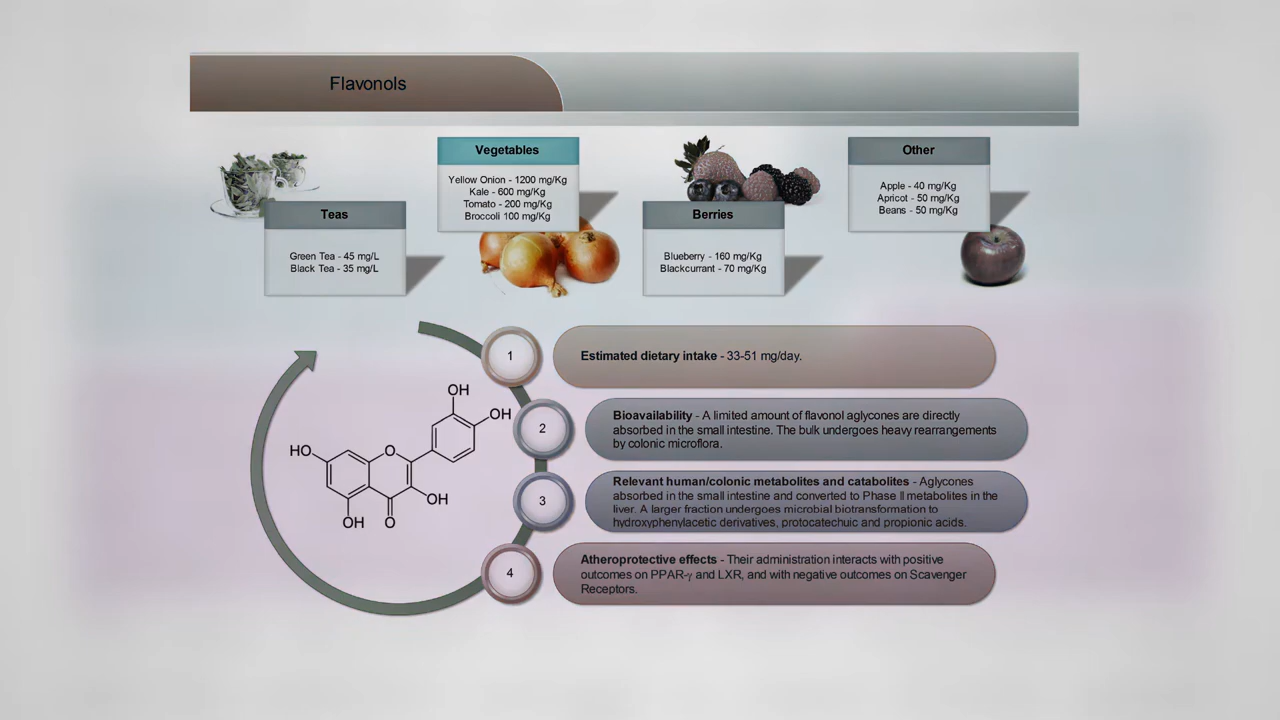 Flavonols
Vegetables
Yellow Onion - 1200 mg/Kg
Kale - 600 mg/Kg
Tomato - 200 mg/Kg
Broccoli 100 mg/Kg
Other
Apple - 40 mg/Kg
Apricot - 50 mg/Kg
Beans - 50 mg/Kg
Teas
Green Tea - 45 mg/L
Black Tea - 35 mg/L
Berries
Blueberry - 160 mg/Kg
Blackcurrant - 70 mg/Kg
1
Estimated dietary intake - 33-51 mg/day.
2
Bioavailability - A limited amount of flavonol aglycones are directly
absorbed in the small intestine. The bulk undergoes heavy rearrangements
by colonic microflora.
3
Relevant human/colonic metabolites and catabolites - Aglycones
absorbed in the small intestine and converted to Phase II metabolites in the
liver. A larger fraction undergoes microbial biotransformation to
hydroxyphenylacetic derivatives, protocatechuic and propionic acids.
4
Atheroprotective effects - Their administration interacts with positive
outcomes on PPAR-γ and LXR, and with negative outcomes on Scavenger
Receptors.
OH
OH
HO
O
OH
OH
O